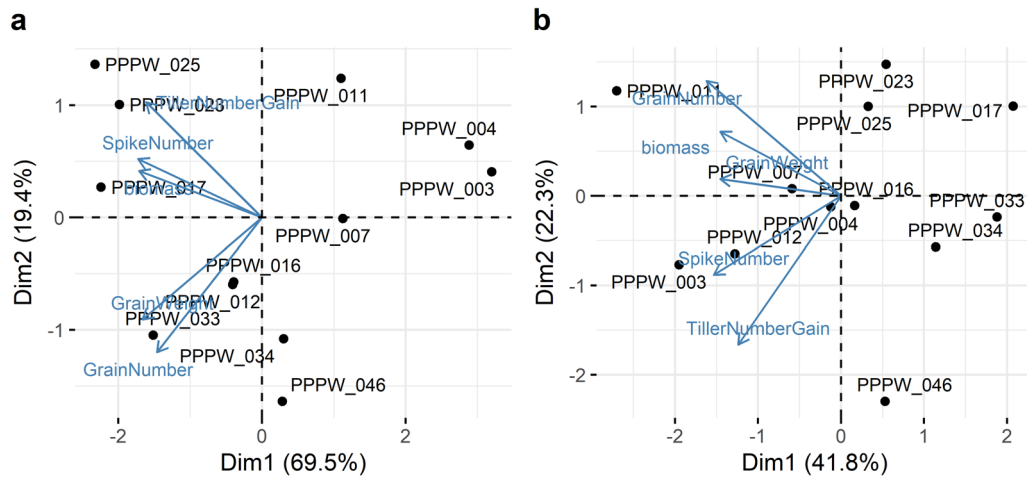 a
PPPW_025
PPPW_023
TillerNumberGain
PPPW_011
SpikeNumber
PPPW_004
PPPW_017
biomass
PPPW_003
PPPW_007
PPPW_016
GrainWeight
PPPW_012
PPPW_033
PPPW_034
GrainNumber
PPPW_046
1
0
-1
-2
0
2
Dim2 (19.4%)
Dim1 (69.5%)
b
PPPW_011
GrainNumber
PPPW_023
PPPW_017
PPPW_025
biomass
GrainWeight
PPPW_007
PPPW_016
PPPW_033
PPPW_004
PPPW_034
PPPW_012
SpikeNumber
PPPW_003
TillerNumberGain
PPPW_046
1
0
-1
-2
-2
-1
0
1
2
Dim2 (22.3%)
Dim1 (41.8%)